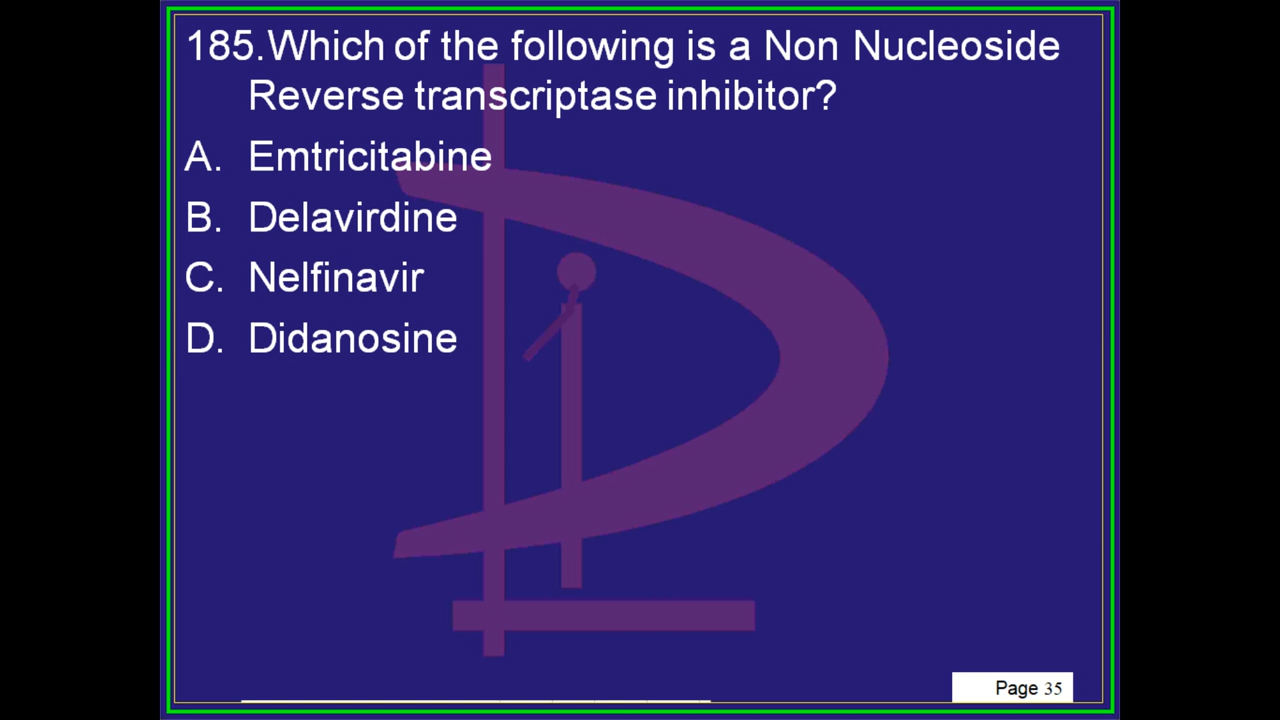 185.Which of the following is a Non Nucleoside
Reverse transcriptase inhibitor?
A. Emtricitabine
B. Delavirdine
C. Nelfinavir
D. Didanosine
Page 35